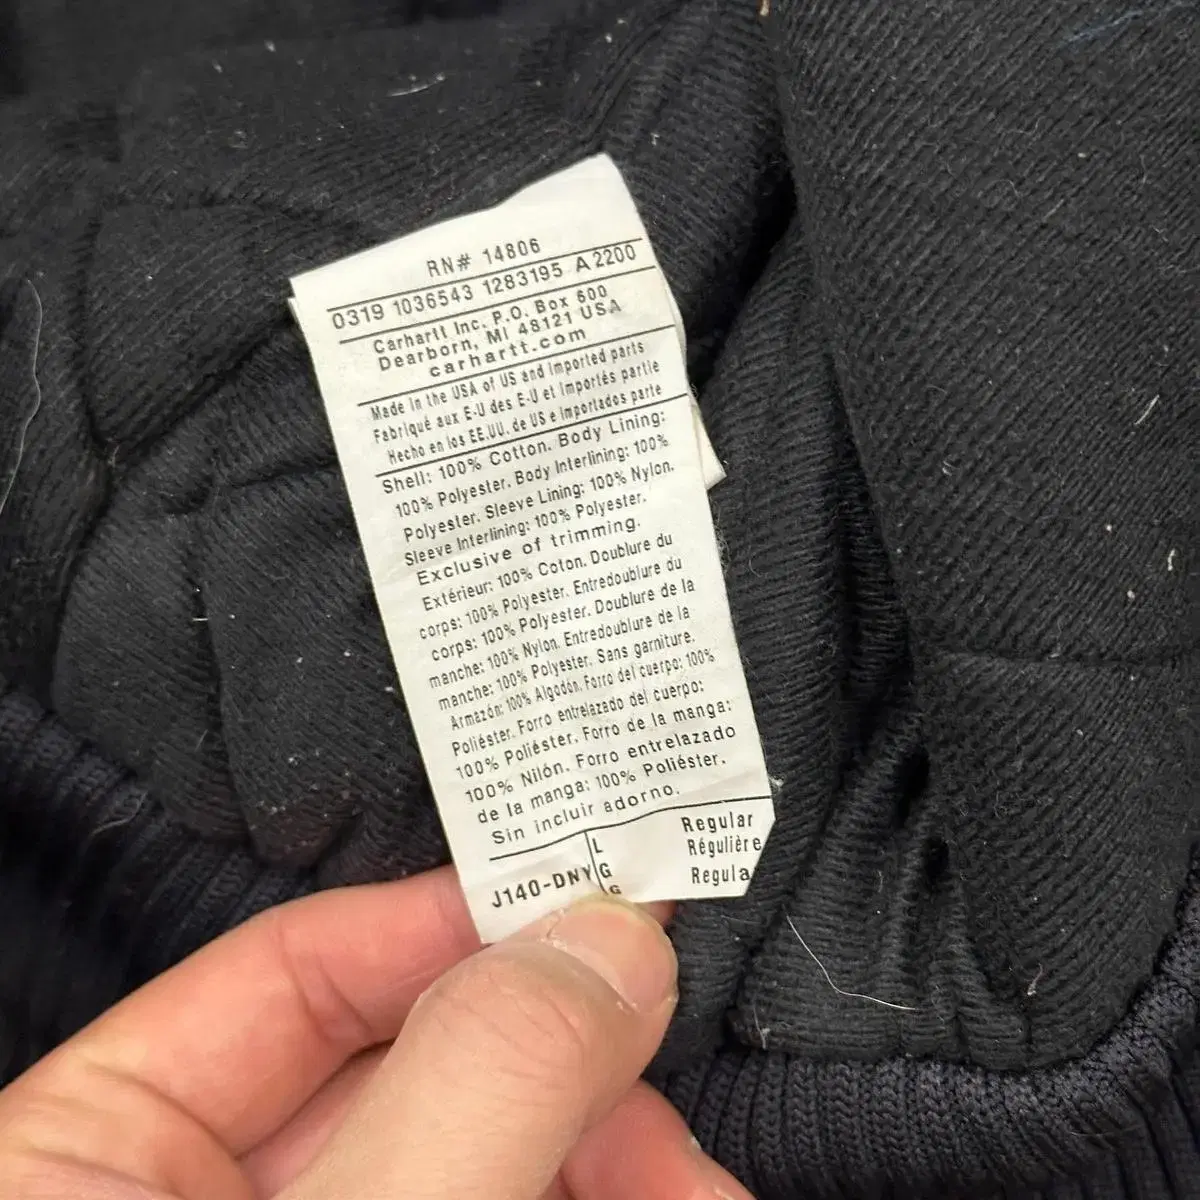 RN# 14806
0319 1036543 1283195 A2200
Carhartt Inc. P.O. Box 600
Dearborn, MI 48121 USA
carhartt.com
Made in the USA of US and Imported parts
Fabriqué aux E-U des E-U et Importés partie
Hecho en los EE.UU. de US e Importados parte
Shell: 100% Cotton. Body Lining:
100% Polyester. Body Interlining: 100%
Polyester. Sleeve Lining: 100% Nylon.
Sleeve Interlining: 100% Polyester.
Exclusive of trimming.
Extérieur: 100% Coton. Doublure du
corps: 100% Polyester. Entredoublure du
corps: 100% Polyester. Doublure de la
manche: 100% Nylon. Entredoublure de la
manche: 100% Polyester. Sans garniture.
Armazón: 100% Algodón. Forro del cuerpo: 100%
Poliéster. Forro entrelazado del cuerpo:
100% Poliéster. Forro de la manga:
100% Nilón. Forro entrelazado
de la manga: 100% Poliéster.
Sin incluir adorno.
L Regular
G Régulière
J140-DNY G Regula